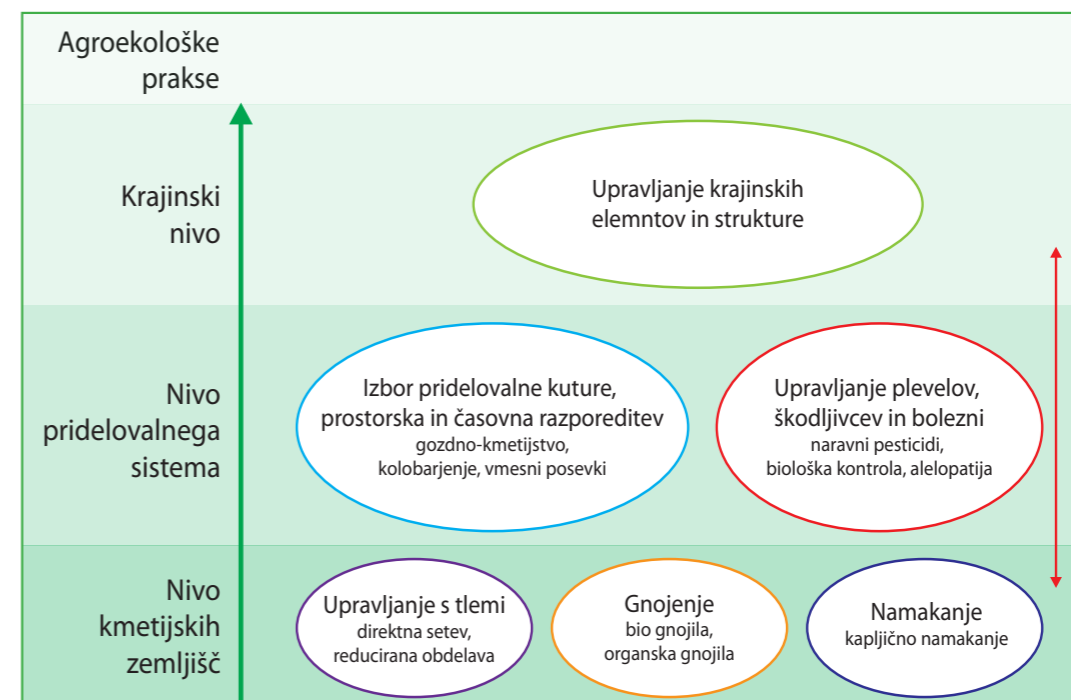 Agroekološke
prakse
Krajinski
nivo
Upravljanje krajinskih
elemntov in strukture
Nivo
pridelovalnega
sistema
Izbor pridelovalne kuture,
prostorska in časovna razporeditev
gozdno-kmetijstvo,
kolobarjenje, vmesni posevki
Upravljanje plevelov,
škodljivcev in bolezni
naravni pesticidi,
biološka kontrola, alelopatija
Nivo
kmetijskih
zemljišč
Upravljanje s tlemi
direktna setev,
reducirana obdelava
Gnojenje
bio gnojila,
organska gnojila
Namakanje
kapljično namakanje